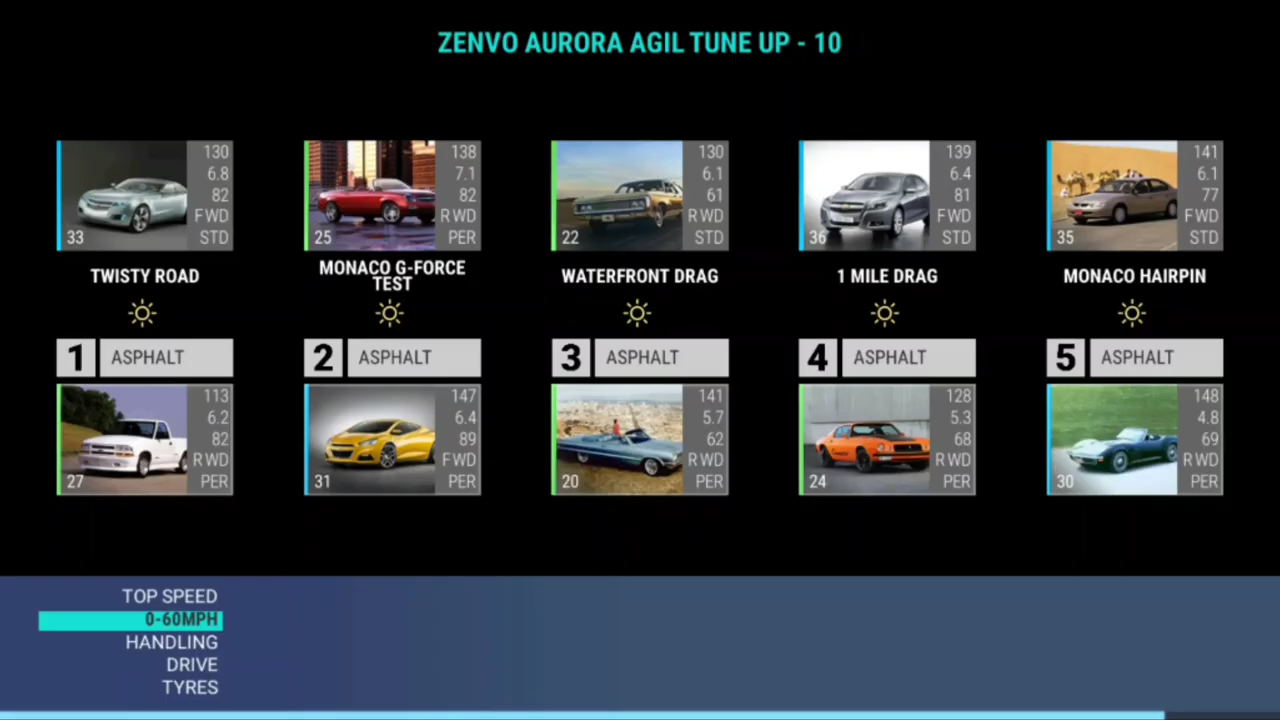 ZENVO AURORA AGIL TUNE UP - 10
130
6.8
82
FWD
33
STD
138
7.1
82
RWD
25
PER
130
6.1
61
RWD
22
STD
139
6.4
81
FWD
36
STD
141
6.1
77
FWD
35
STD
TWISTY ROAD
MONACO G-FORCE
TEST
WATERFRONT DRAG
1 MILE DRAG
MONACO HAIRPIN
1 ASPHALT
2 ASPHALT
3 ASPHALT
4 ASPHALT
5 ASPHALT
113
6.2
82
RWD
27
PER
147
6.4
89
FWD
31
PER
141
5.7
62
RWD
20
PER
128
5.3
68
RWD
24
PER
148
4.8
69
RWD
30
PER
TOP SPEED
0-60MPH
HANDLING
DRIVE
TYRES